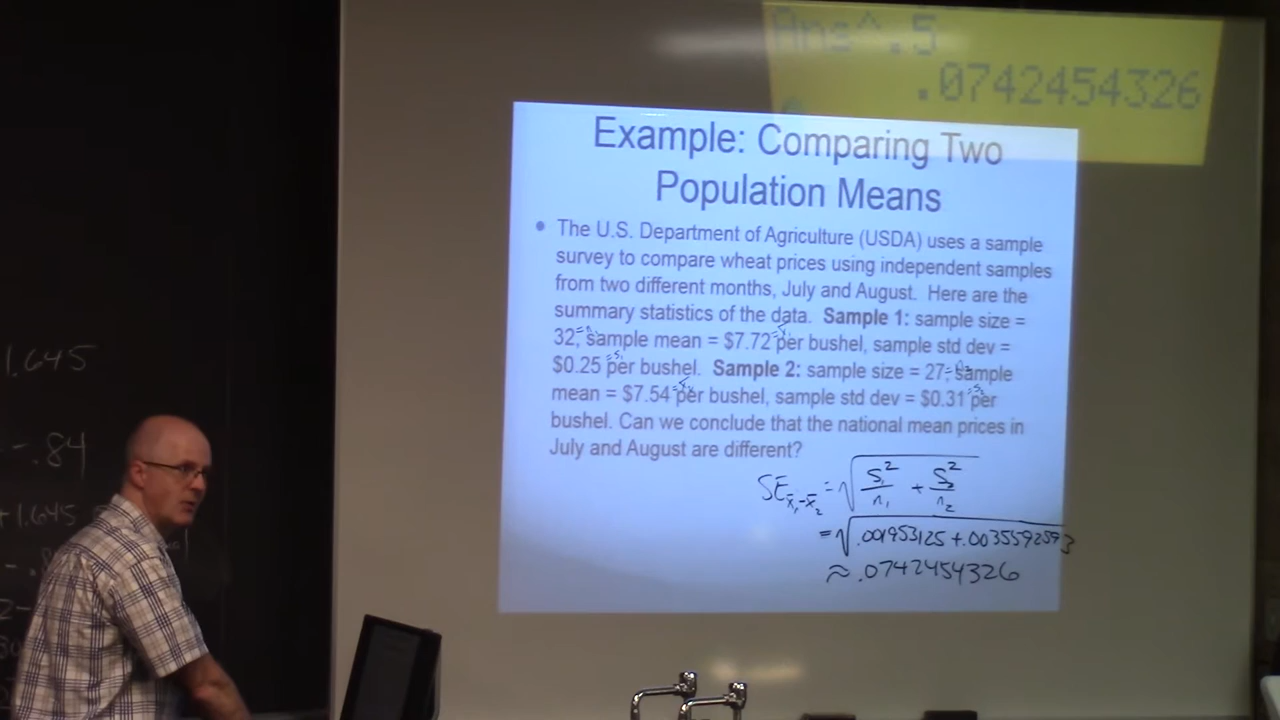 Ans^.5
.0742454326
Example: Comparing Two
Population Means
• The U.S. Department of Agriculture (USDA) uses a sample
survey to compare wheat prices using independent samples
from two different months, July and August. Here are the
summary statistics of the data. Sample 1: sample size =
32, sample mean = $7.72 per bushel, sample std dev =
$0.25 per bushel. Sample 2: sample size = 27, sample
mean = $7.54 per bushel, sample std dev = $0.31 per
bushel. Can we conclude that the national mean prices in
July and August are different?
SE x̄₁-x̄₂ = √ S₁²/n₁ + S₂²/n₂
= √ .001953125 + .0035592593
≈ .0742454326
1.645
-.84
+1.645